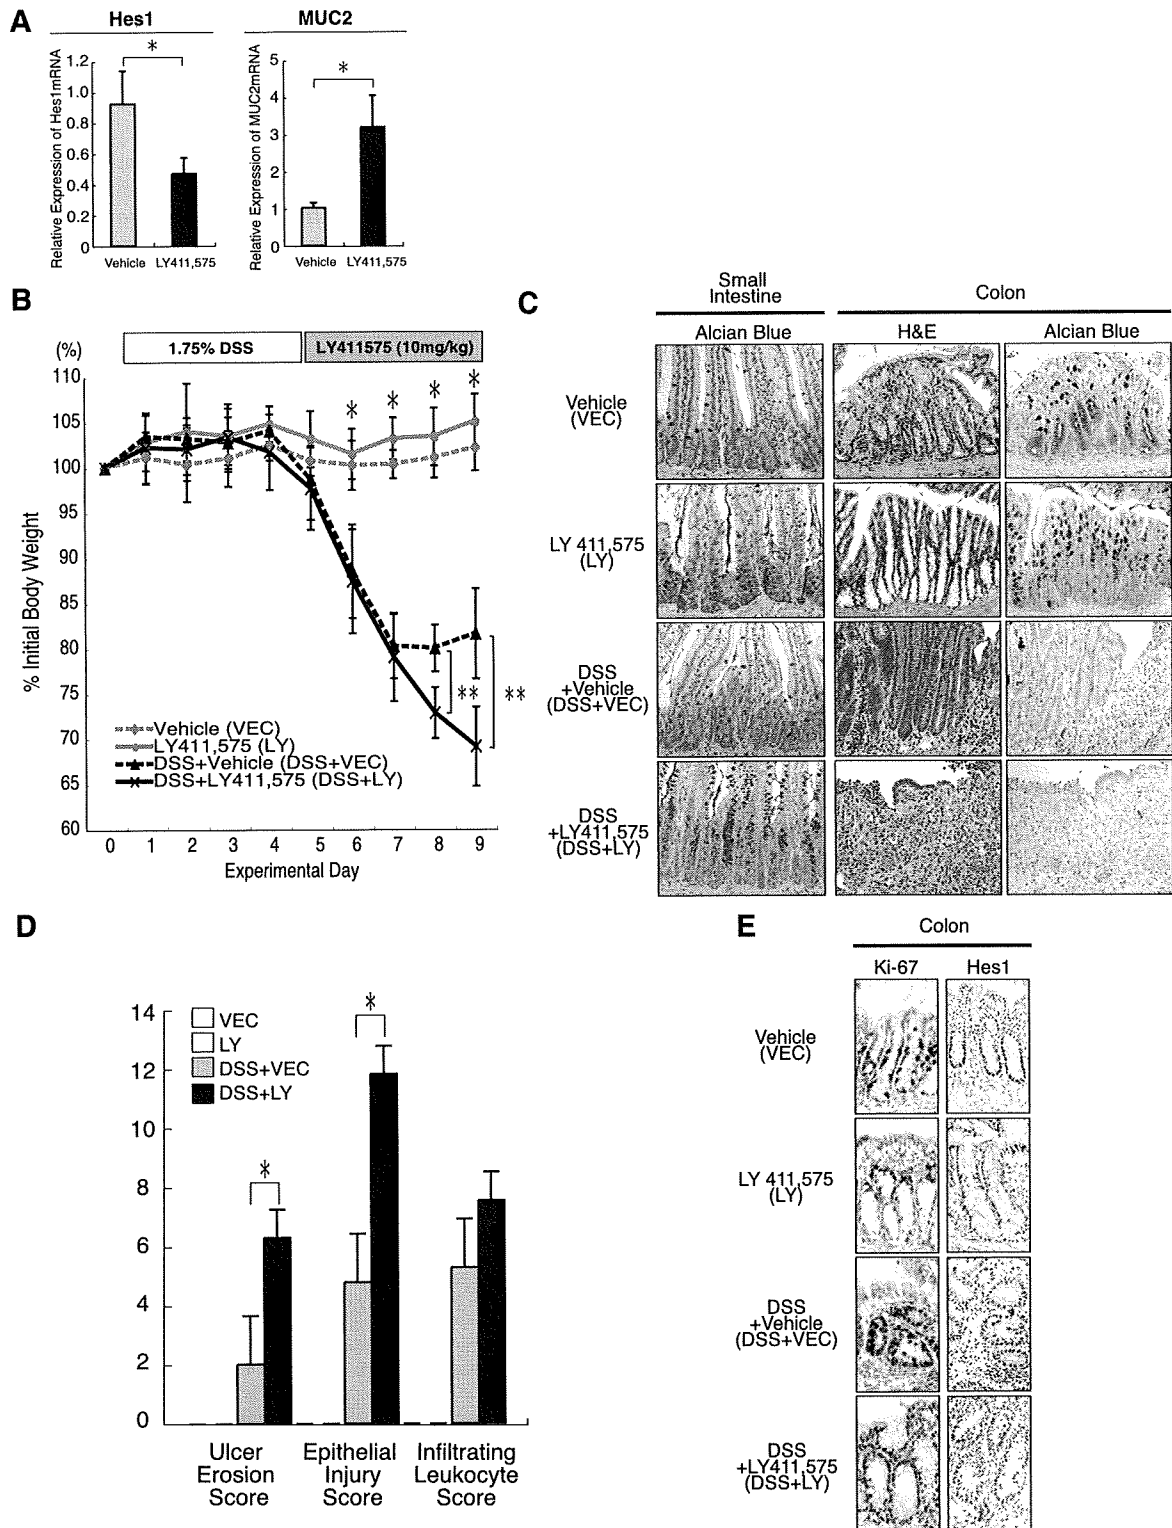 A
Hes1
MUC2
Relative Expression of Hes1mRNA
1.2
1.0
0.8
0.6
0.4
0.2
0
*
Vehicle
LY411,575
Relative Expression of MUC2mRNA
5
4
3
2
1
0
*
Vehicle
LY411,575
B
1.75% DSS
LY411575 (10mg/kg)
(%)
110
105
100
95
90
85
80
75
70
65
60
% Initial Body Weight
* * * *
** **
Vehicle (VEC)
LY411,575 (LY)
DSS+Vehicle (DSS+VEC)
DSS+LY411,575 (DSS+LY)
0 1 2 3 4 5 6 7 8 9
Experimental Day
C
Small
Intestine
Colon
Alcian Blue
H&E
Alcian Blue
Vehicle
(VEC)
LY 411,575
(LY)
DSS
+Vehicle
(DSS+VEC)
DSS
+LY411,575
(DSS+LY)
D
14
12
10
8
6
4
2
0
VEC
LY
DSS+VEC
DSS+LY
*
*
Ulcer
Erosion
Score
Epithelial
Injury
Score
Infiltrating
Leukocyte
Score
E
Colon
Ki-67
Hes1
Vehicle
(VEC)
LY 411,575
(LY)
DSS
+Vehicle
(DSS+VEC)
DSS
+LY411,575
(DSS+LY)